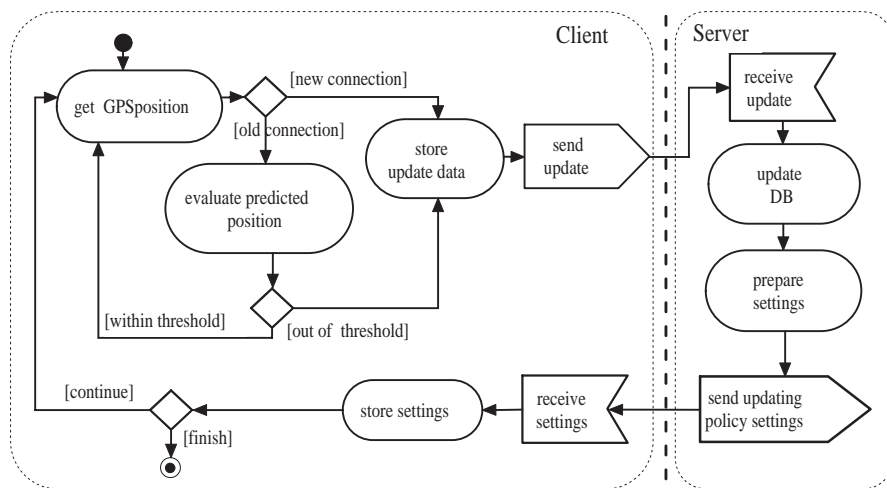 Client
Server
get GPSposition
[new connection]
[old connection]
store
update data
send
update
receive
update
evaluate predicted
position
update
DB
prepare
settings
[within threshold]
[out of threshold]
[continue]
[finish]
store settings
receive
settings
send updating
policy settings